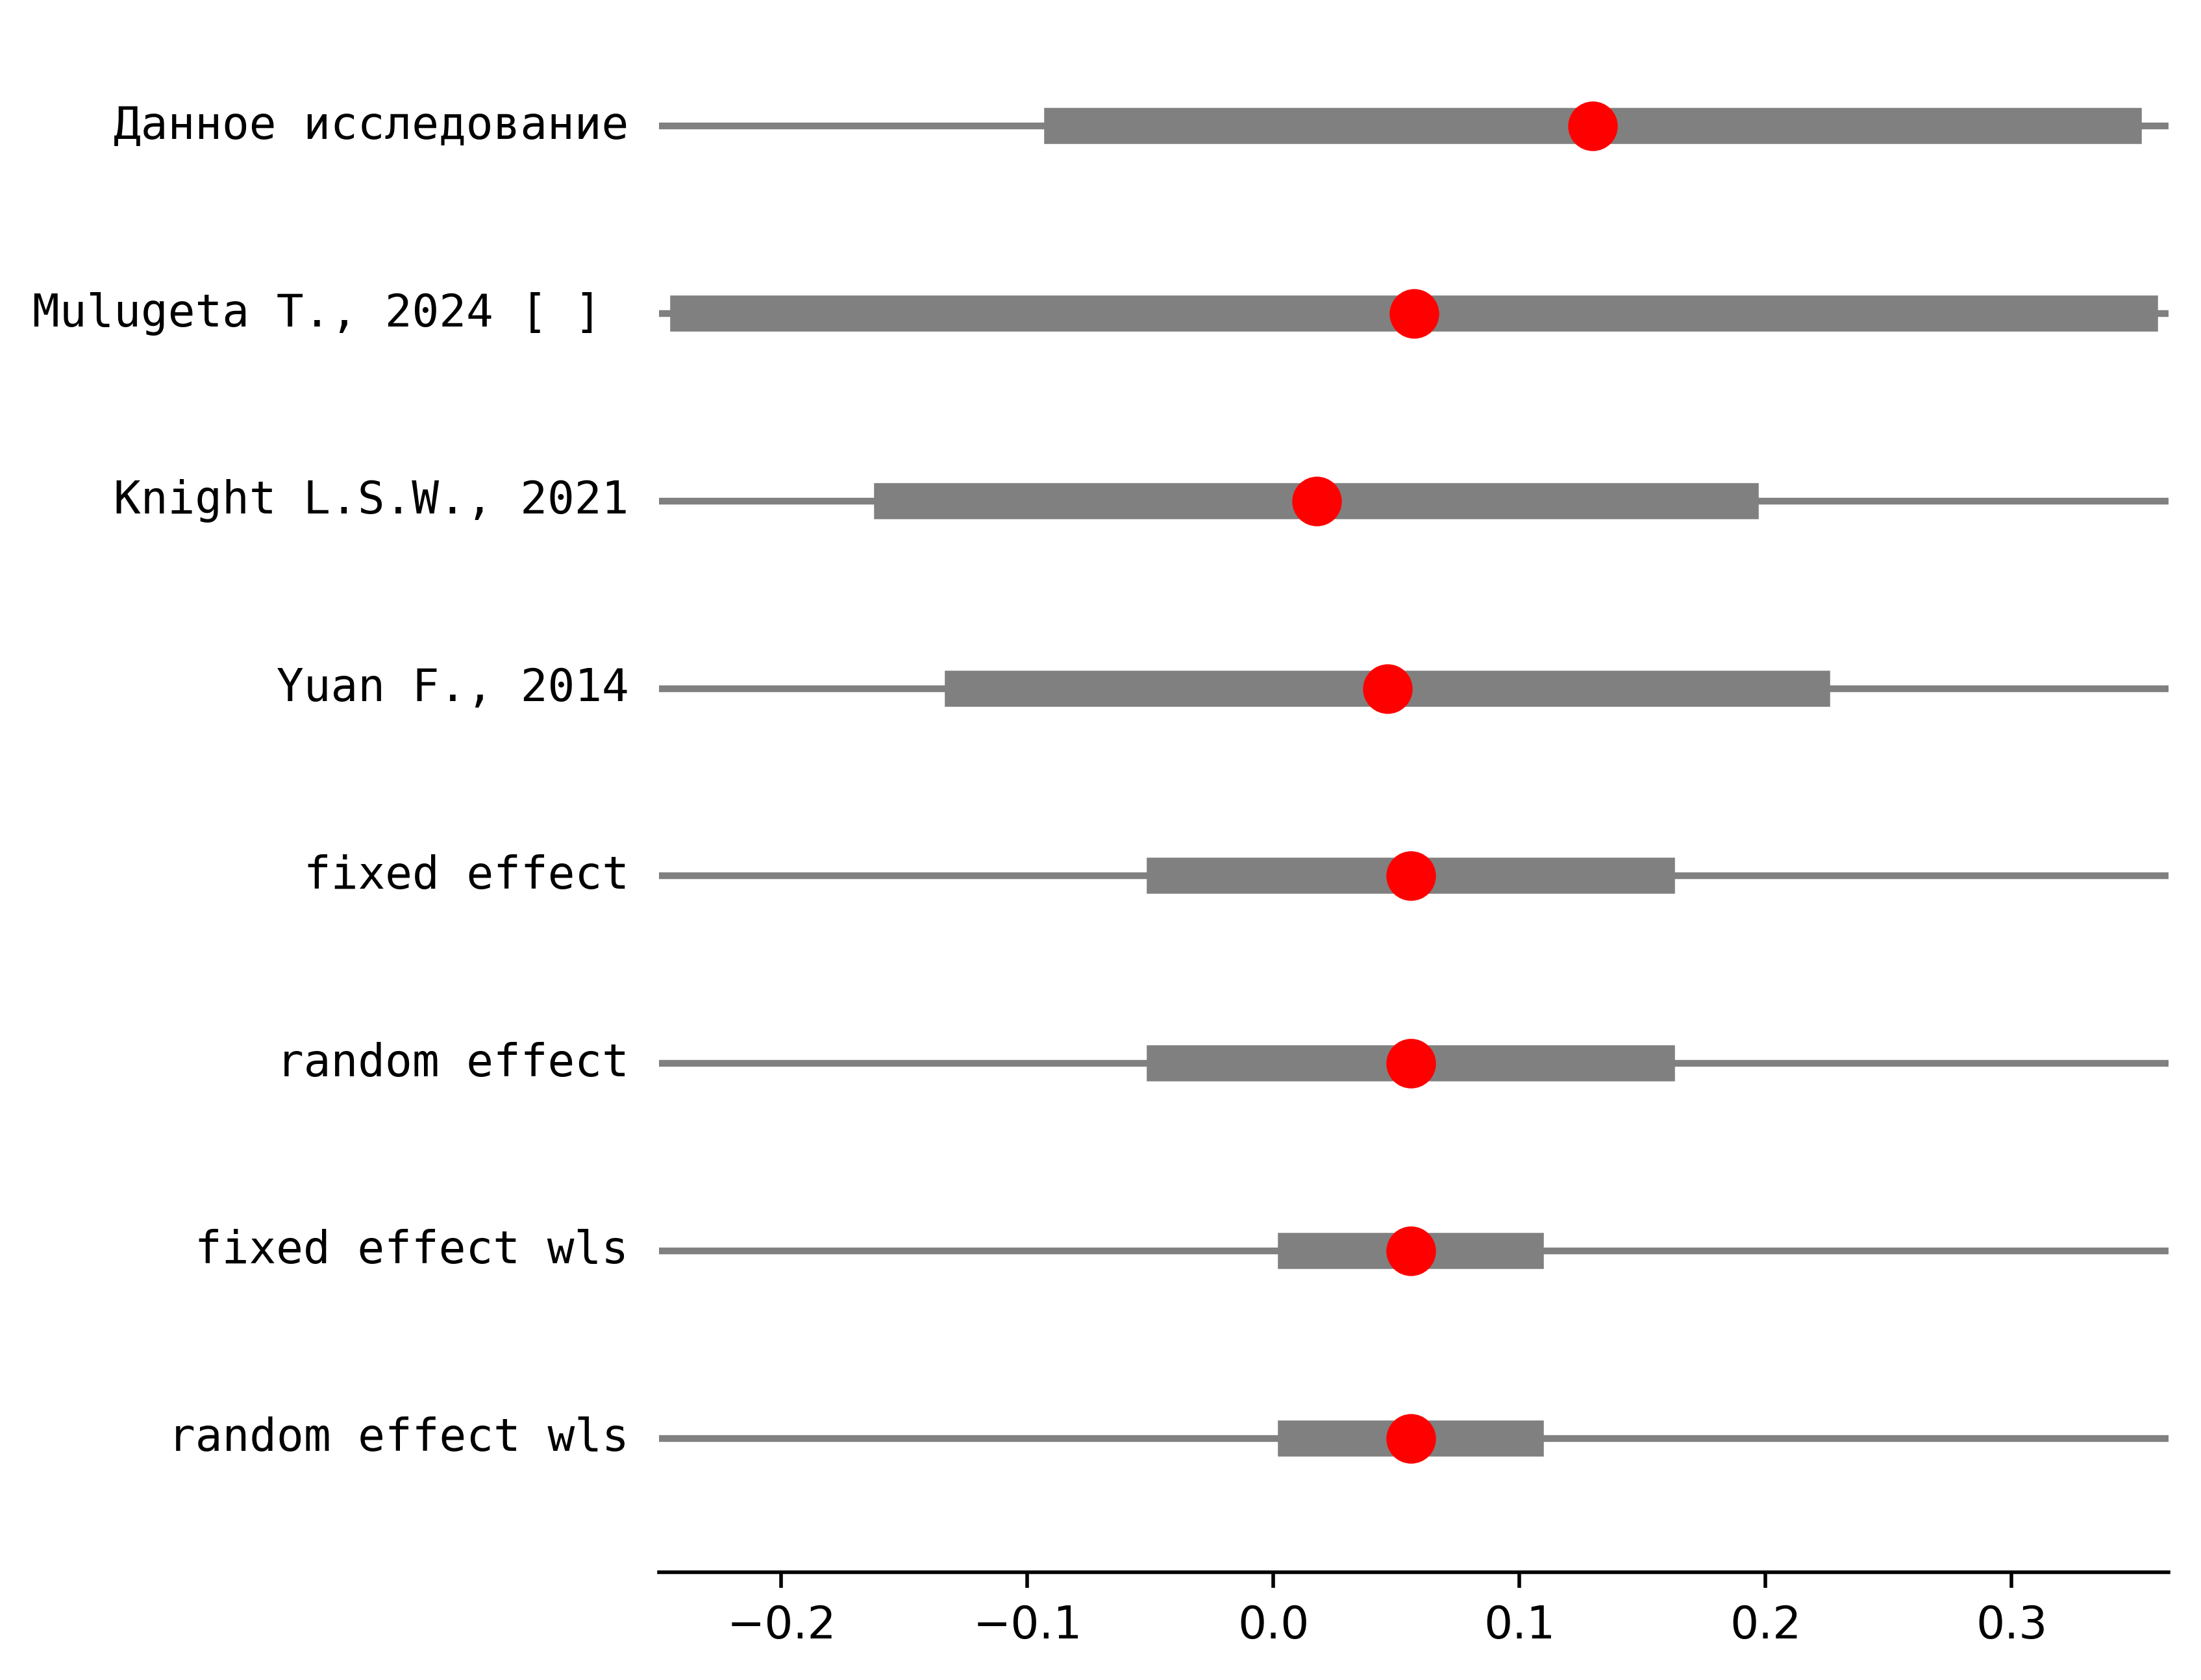 Данное исследование
Mulugeta T., 2024 [ ]
Knight L.S.W., 2021
Yuan F., 2014
fixed effect
random effect
fixed effect wls
random effect wls
−0.2 −0.1 0.0 0.1 0.2 0.3